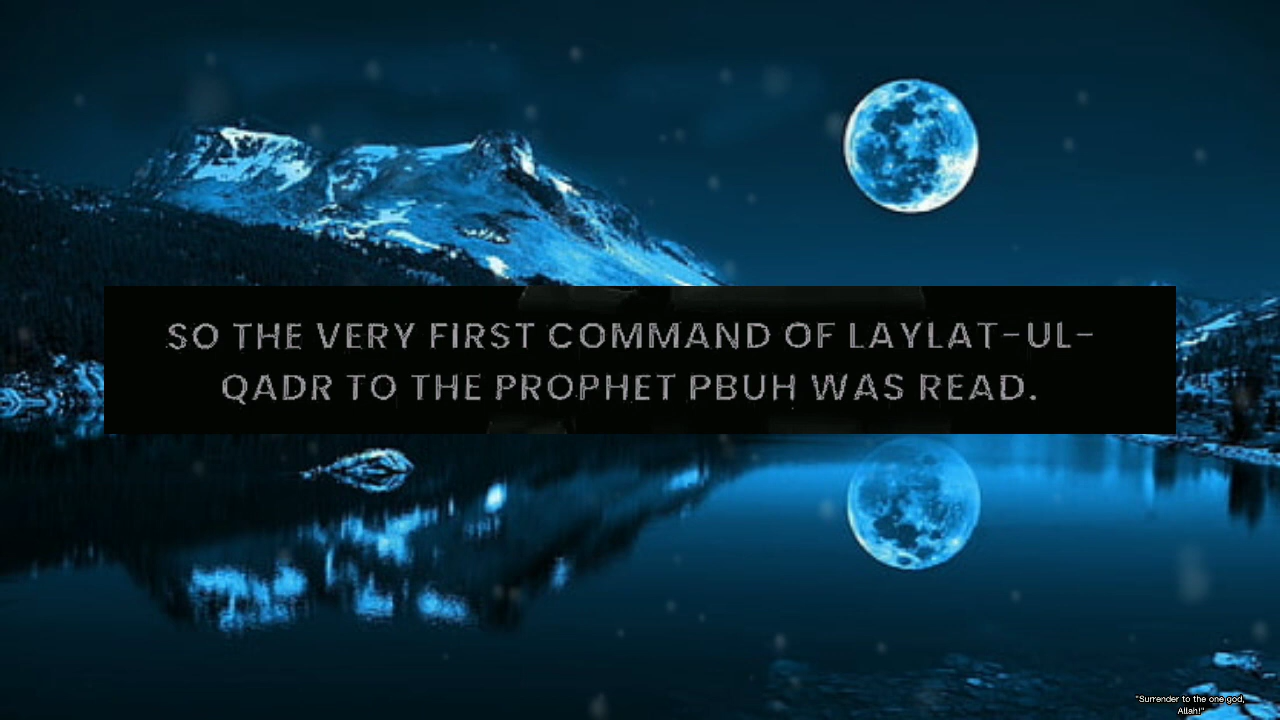 SO THE VERY FIRST COMMAND OF LAYLAT-UL-
QADR TO THE PROPHET PBUH WAS READ.
"Surrender to the one god,
Allah!"